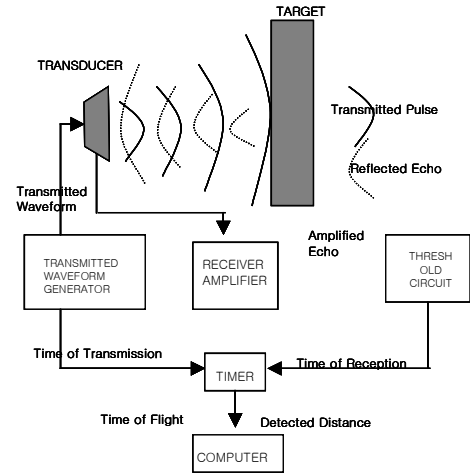 TARGET
TRANSDUCER
Transmitted Pulse
Reflected Echo
Transmitted
Waveform
Amplified
Echo
TRANSMITTED
WAVEFORM
GENERATOR
RECEIVER
AMPLIFIER
THRESH
OLD
CIRCUIT
Time of Transmission
Time of Reception
TIMER
Time of Flight
Detected Distance
COMPUTER